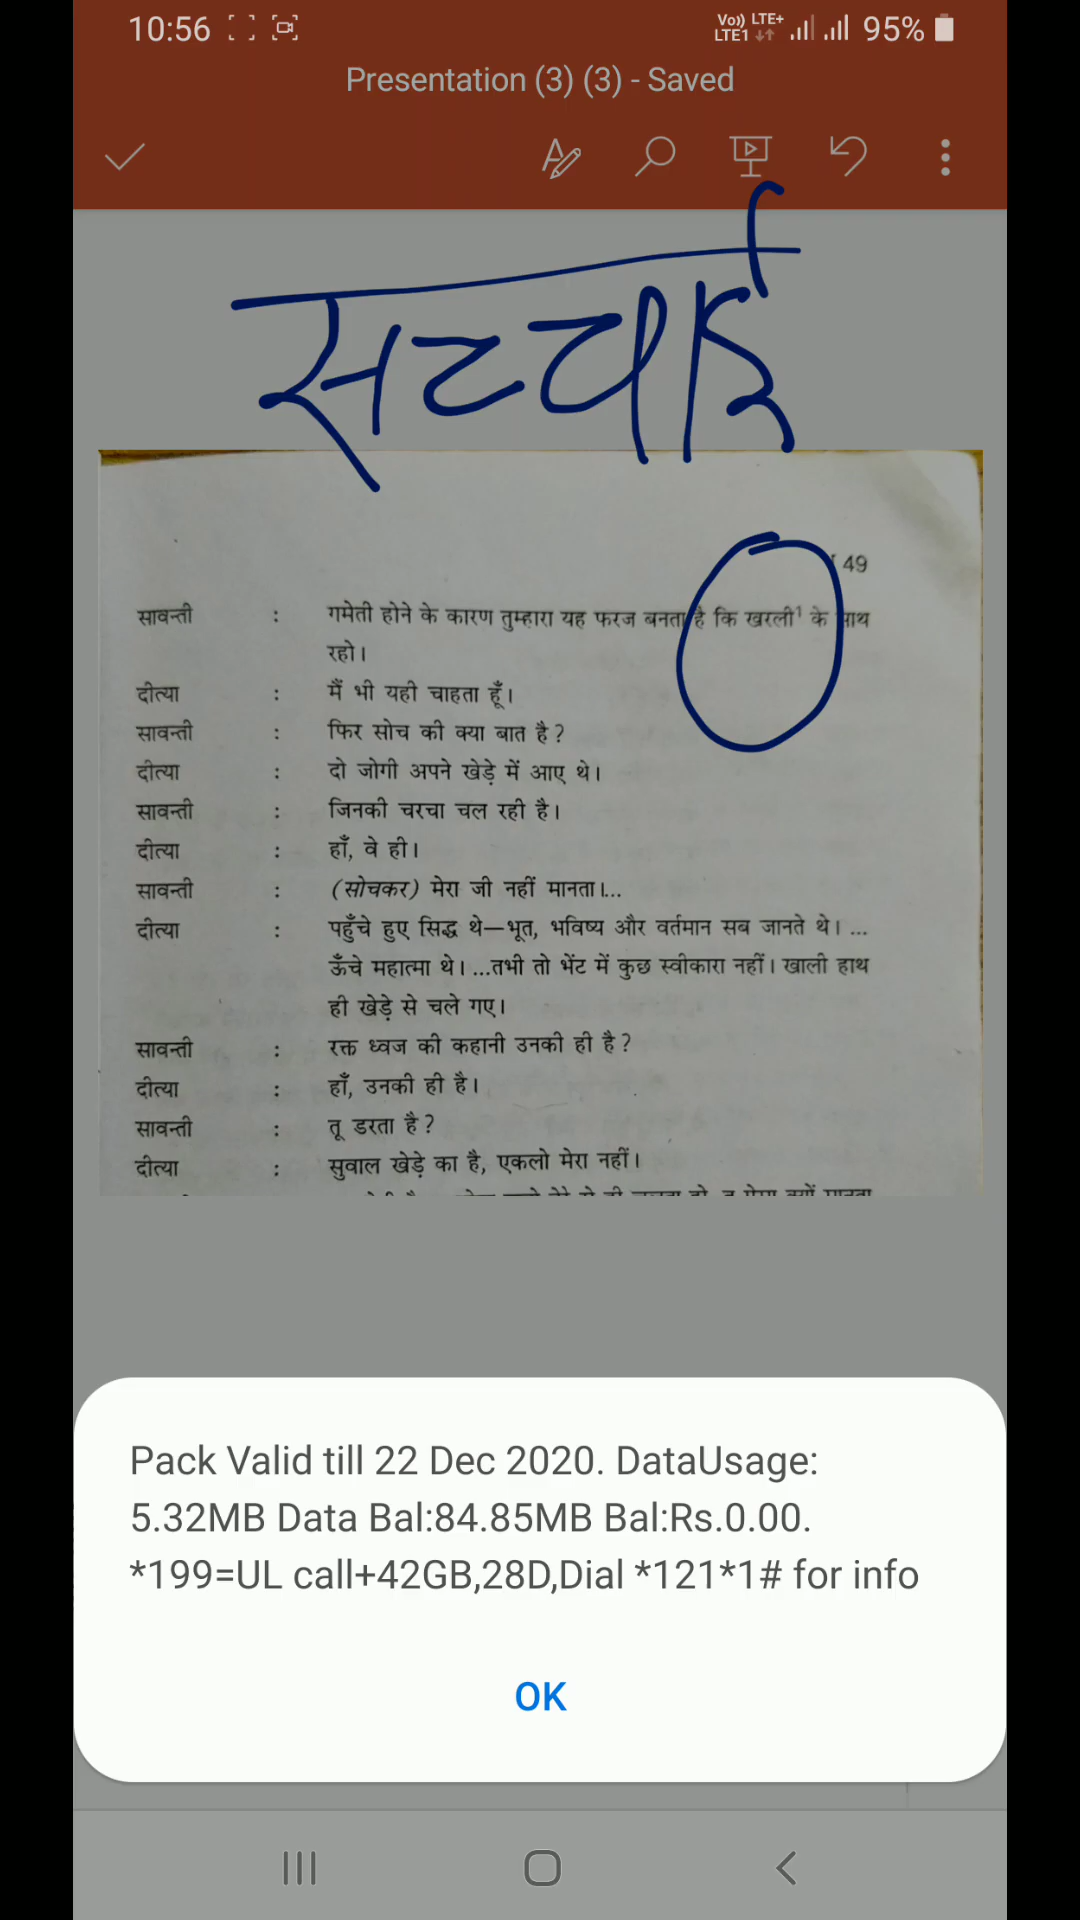 10:56 Vo)) LTE+ LTE1 95%
Presentation (3) (3) - Saved
सच्चाई
49
सावन्ती : गमेती होने के कारण तुम्हारा यह फरज बनता है कि खरली¹ के साथ
रहो।
दीत्या : मैं भी यही चाहता हूँ।
सावन्ती : फिर सोच की क्या बात है?
दीत्या : दो जोगी अपने खेड़े में आए थे।
सावन्ती : जिनकी चरचा चल रही है।
दीत्या : हाँ, वे ही।
सावन्ती : (सोचकर) मेरा जी नहीं मानता।...
दीत्या : पहुँचे हुए सिद्ध थे—भूत, भविष्य और वर्तमान सब जानते थे। ...
ऊँचे महात्मा थे। ...तभी तो भेंट में कुछ स्वीकारा नहीं। खाली हाथ
ही खेड़े से चले गए।
सावन्ती : रक्त ध्वज की कहानी उनकी ही है?
दीत्या : हाँ, उनकी ही है।
सावन्ती : तू डरता है?
दीत्या : सुवाल खेड़े का है, एकलो मेरा नहीं।
Pack Valid till 22 Dec 2020. DataUsage:
5.32MB Data Bal:84.85MB Bal:Rs.0.00.
*199=UL call+42GB,28D,Dial *121*1# for info
OK